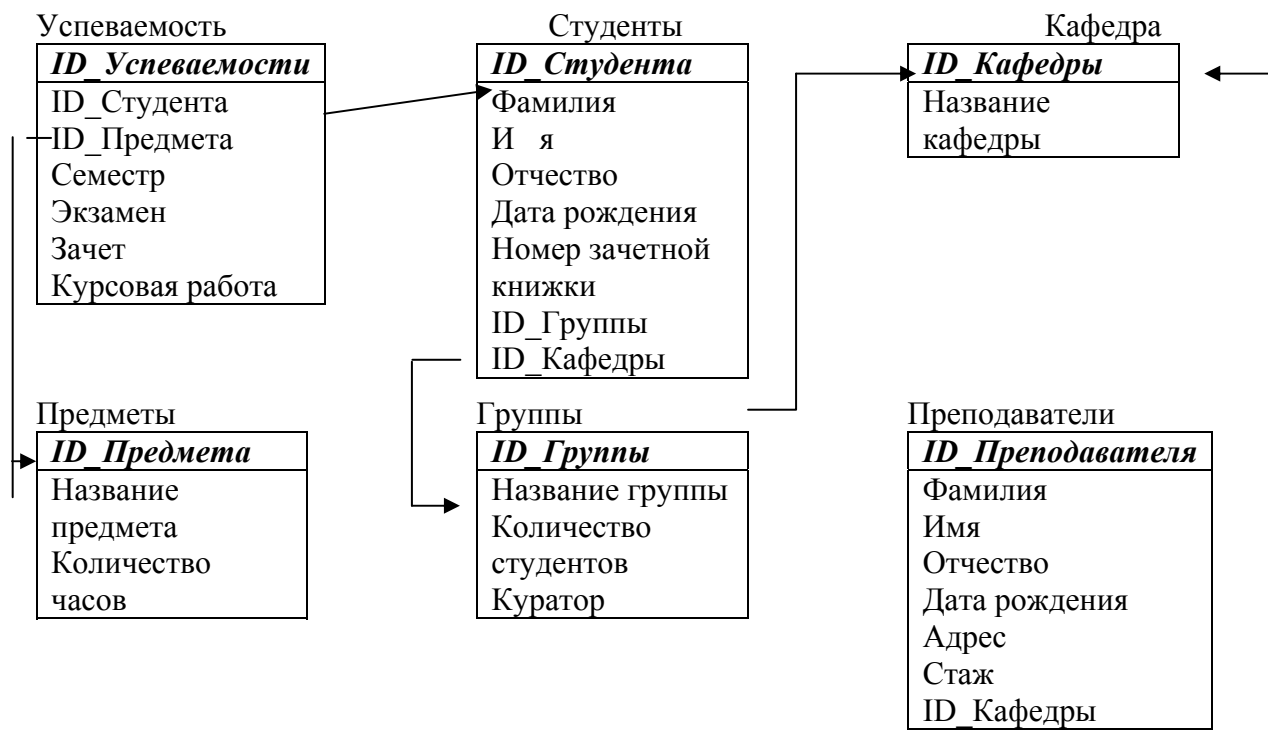 Успеваемость
ID_Успеваемости
ID_Студента
ID_Предмета
Семестр
Экзамен
Зачет
Курсовая работа
Студенты
ID_Студента
Фамилия
И я
Отчество
Дата рождения
Номер зачетной
книжки
ID_Группы
ID_Кафедры
Кафедра
ID_Кафедры
Название
кафедры
Предметы
ID_Предмета
Название
предмета
Количество
часов
Группы
ID_Группы
Название группы
Количество
студентов
Куратор
Преподаватели
ID_Преподавателя
Фамилия
Имя
Отчество
Дата рождения
Адрес
Стаж
ID_Кафедры